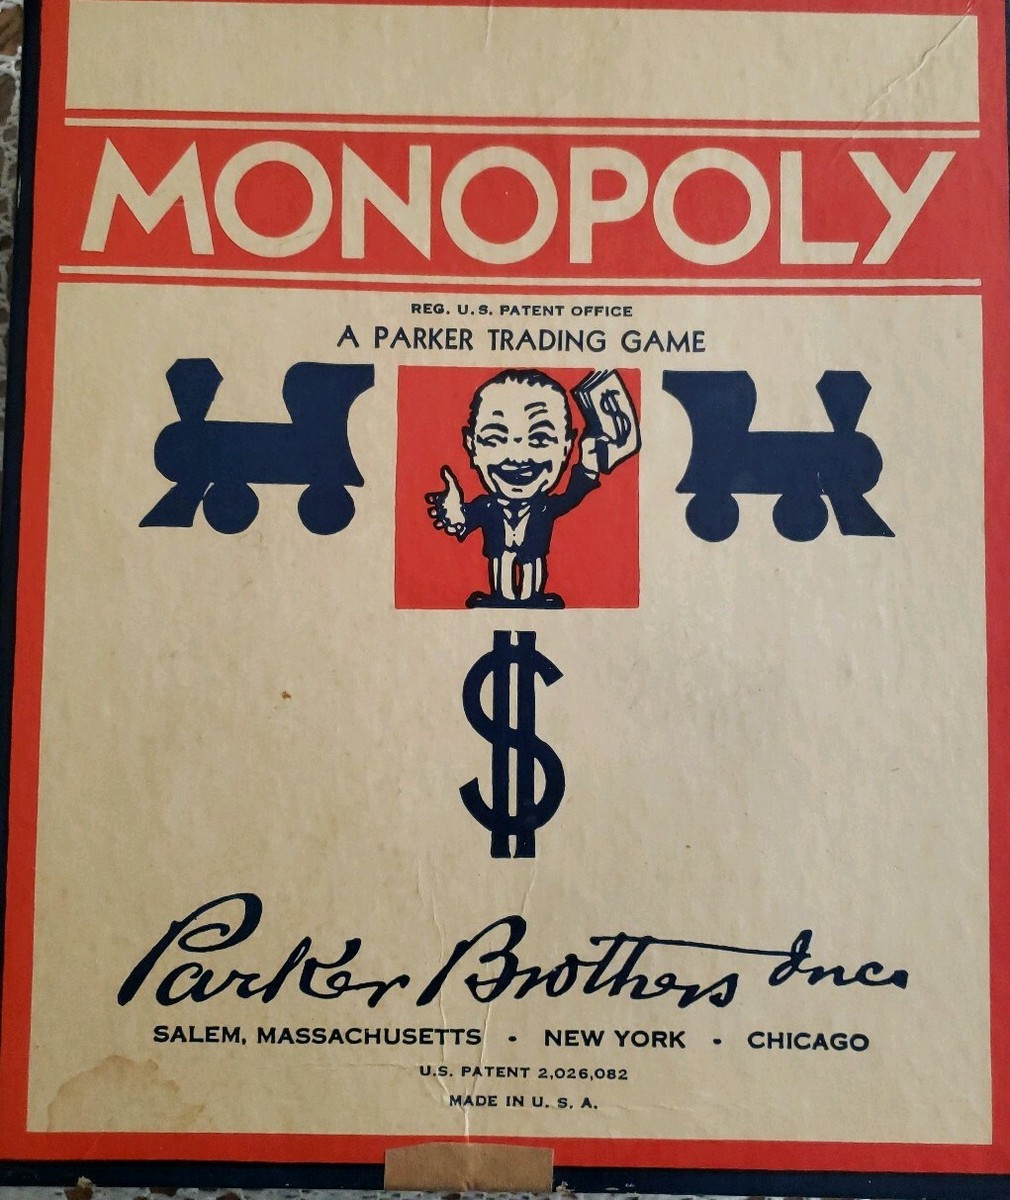 MONOPOLY
REG. U.S. PATENT OFFICE
A PARKER TRADING GAME
$
$
Parker Brothers Inc.
SALEM, MASSACHUSETTS • NEW YORK • CHICAGO
U.S. PATENT 2,026,082
MADE IN U. S. A.